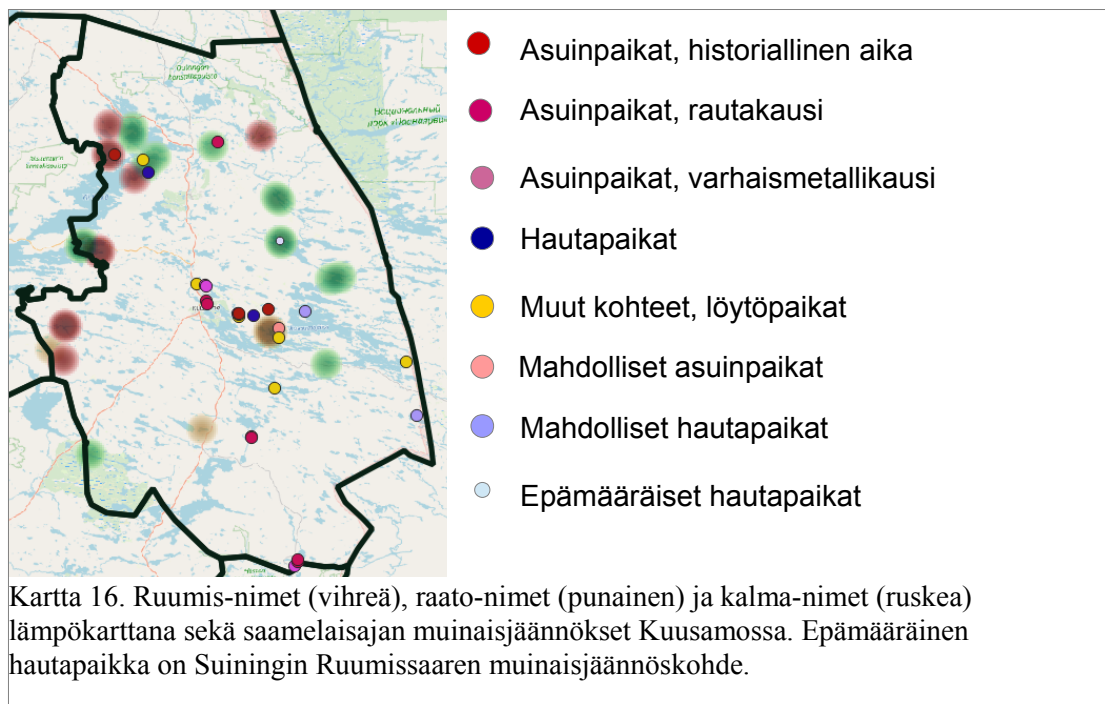 Asuinpaikat, historiallinen aika
Asuinpaikat, rautakausi
Asuinpaikat, varhaismetallikausi
Hautapaikat
Muut kohteet, löytöpaikat
Mahdolliset asuinpaikat
Mahdolliset hautapaikat
Epämääräiset hautapaikat
Kartta 16. Ruumis-nimet (vihreä), raato-nimet (punainen) ja kalma-nimet (ruskea)
lämpökarttana sekä saamelaisajan muinaisjäännökset Kuusamossa. Epämääräinen
hautapaikka on Suiningin Ruumissaaren muinaisjäännöskohde.